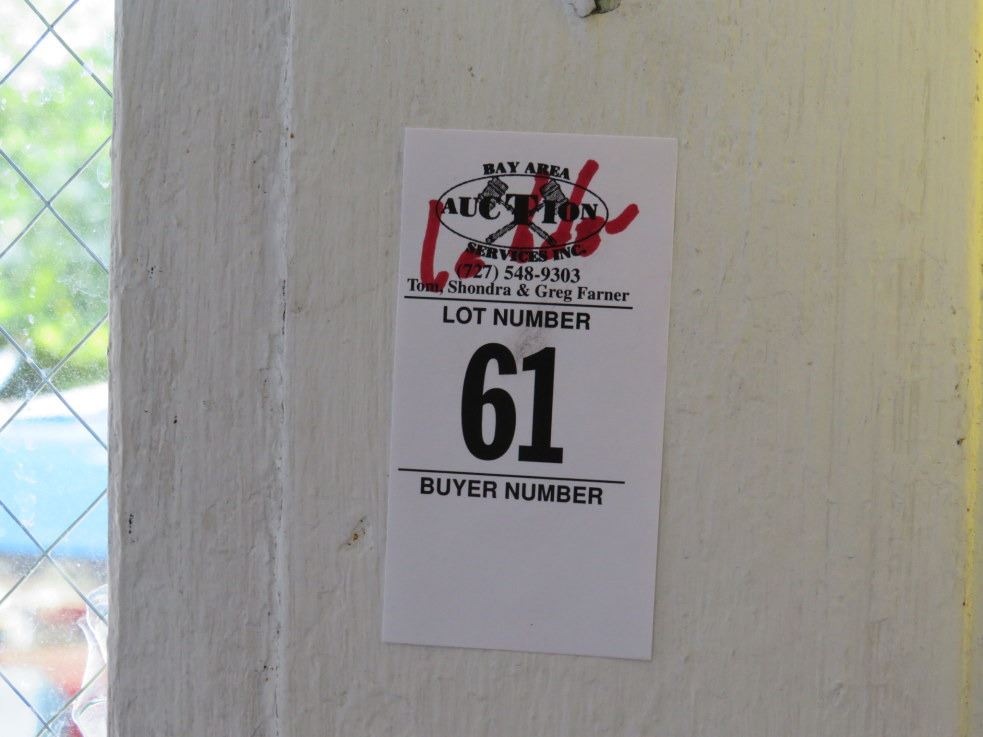 BAY AREA
AUCTION
SERVICES INC.
(727) 548-9303
Tom, Shondra & Greg Farner
LOT NUMBER
61
BUYER NUMBER